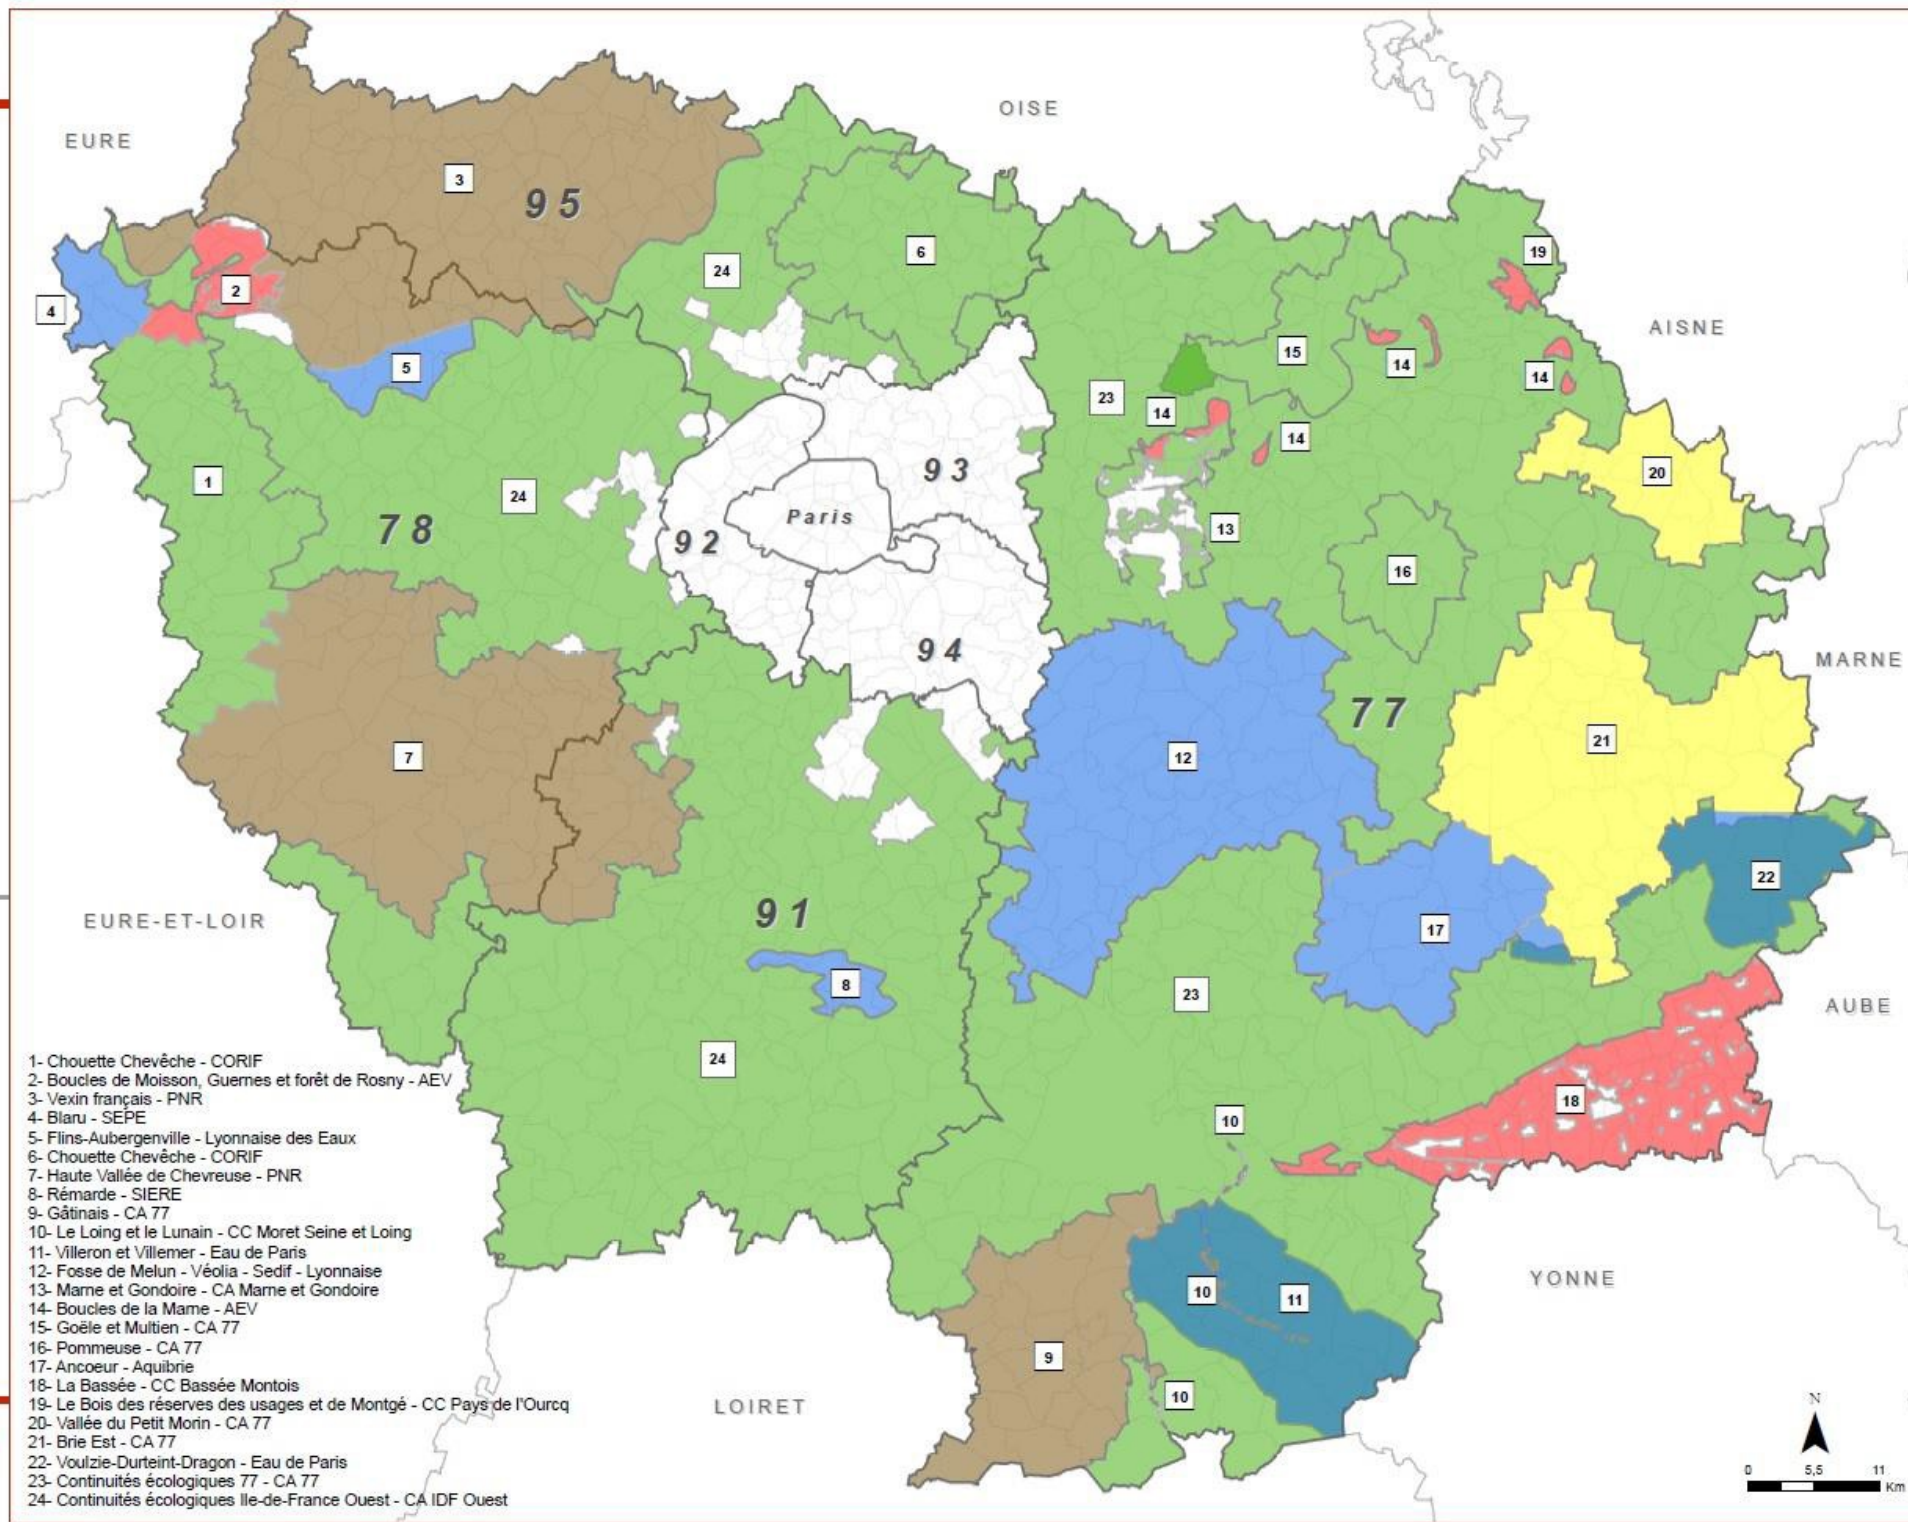 OISE
EURE
3
95
19
6
24
2
4
AISNE
15
14
5
14
23
14
14
93
20
1
24
Paris
13
78
92
16
94
MARNE
77
21
7
12
22
91
EURE-ET-LOIR
17
8
23
AUBE
24
18
10
1- Chouette Chevêche - CORIF
2- Boucles de Moisson, Guernes et forêt de Rosny - AEV
3- Vexin français - PNR
4- Blaru - SEPE
5- Flins-Aubergenville - Lyonnaise des Eaux
6- Chouette Chevêche - CORIF
7- Haute Vallée de Chevreuse - PNR
8- Rémarde - SIERE
9- Gâtinais - CA 77
10- Le Loing et le Lunain - CC Moret Seine et Loing
11- Villeron et Villemer - Eau de Paris
12- Fosse de Melun - Véolia - Sedif - Lyonnaise
13- Marne et Gondoire - CA Marne et Gondoire
14- Boucles de la Marne - AEV
15- Goële et Multien - CA 77
16- Pommeuse - CA 77
17- Ancoeur - Aquibrie
18- La Bassée - CC Bassée Montois
19- Le Bois des réserves des usages et de Montgé - CC Pays de l'Ourcq
20- Vallée du Petit Morin - CA 77
21- Brie Est - CA 77
22- Voulzie-Durteint-Dragon - Eau de Paris
23- Continuités écologiques 77 - CA 77
24- Continuités écologiques Ile-de-France Ouest - CA IDF Ouest
YONNE
10
11
9
10
LOIRET
N
0 5,5 11
Km